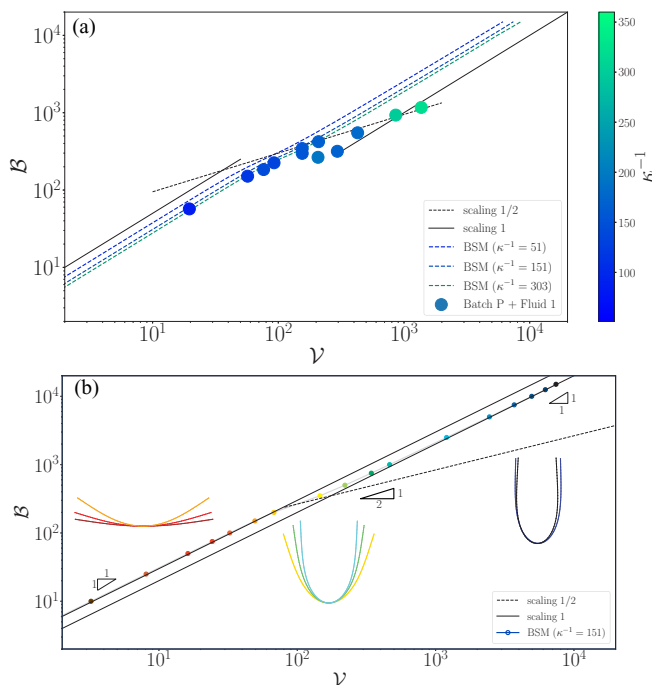 (a)
10^4
10^3
10^2
10^1
ℬ
10^1
10^2
10^3
10^4
𝒱
scaling 1/2
scaling 1
BSM (κ^{-1} = 51)
BSM (κ^{-1} = 151)
BSM (κ^{-1} = 303)
Batch P + Fluid 1
350
300
250
200
150
100
κ^{-1}
(b)
10^4
10^3
10^2
10^1
ℬ
1
1
1
2
1
1
10^1
10^2
10^3
10^4
𝒱
scaling 1/2
scaling 1
BSM (κ^{-1} = 151)